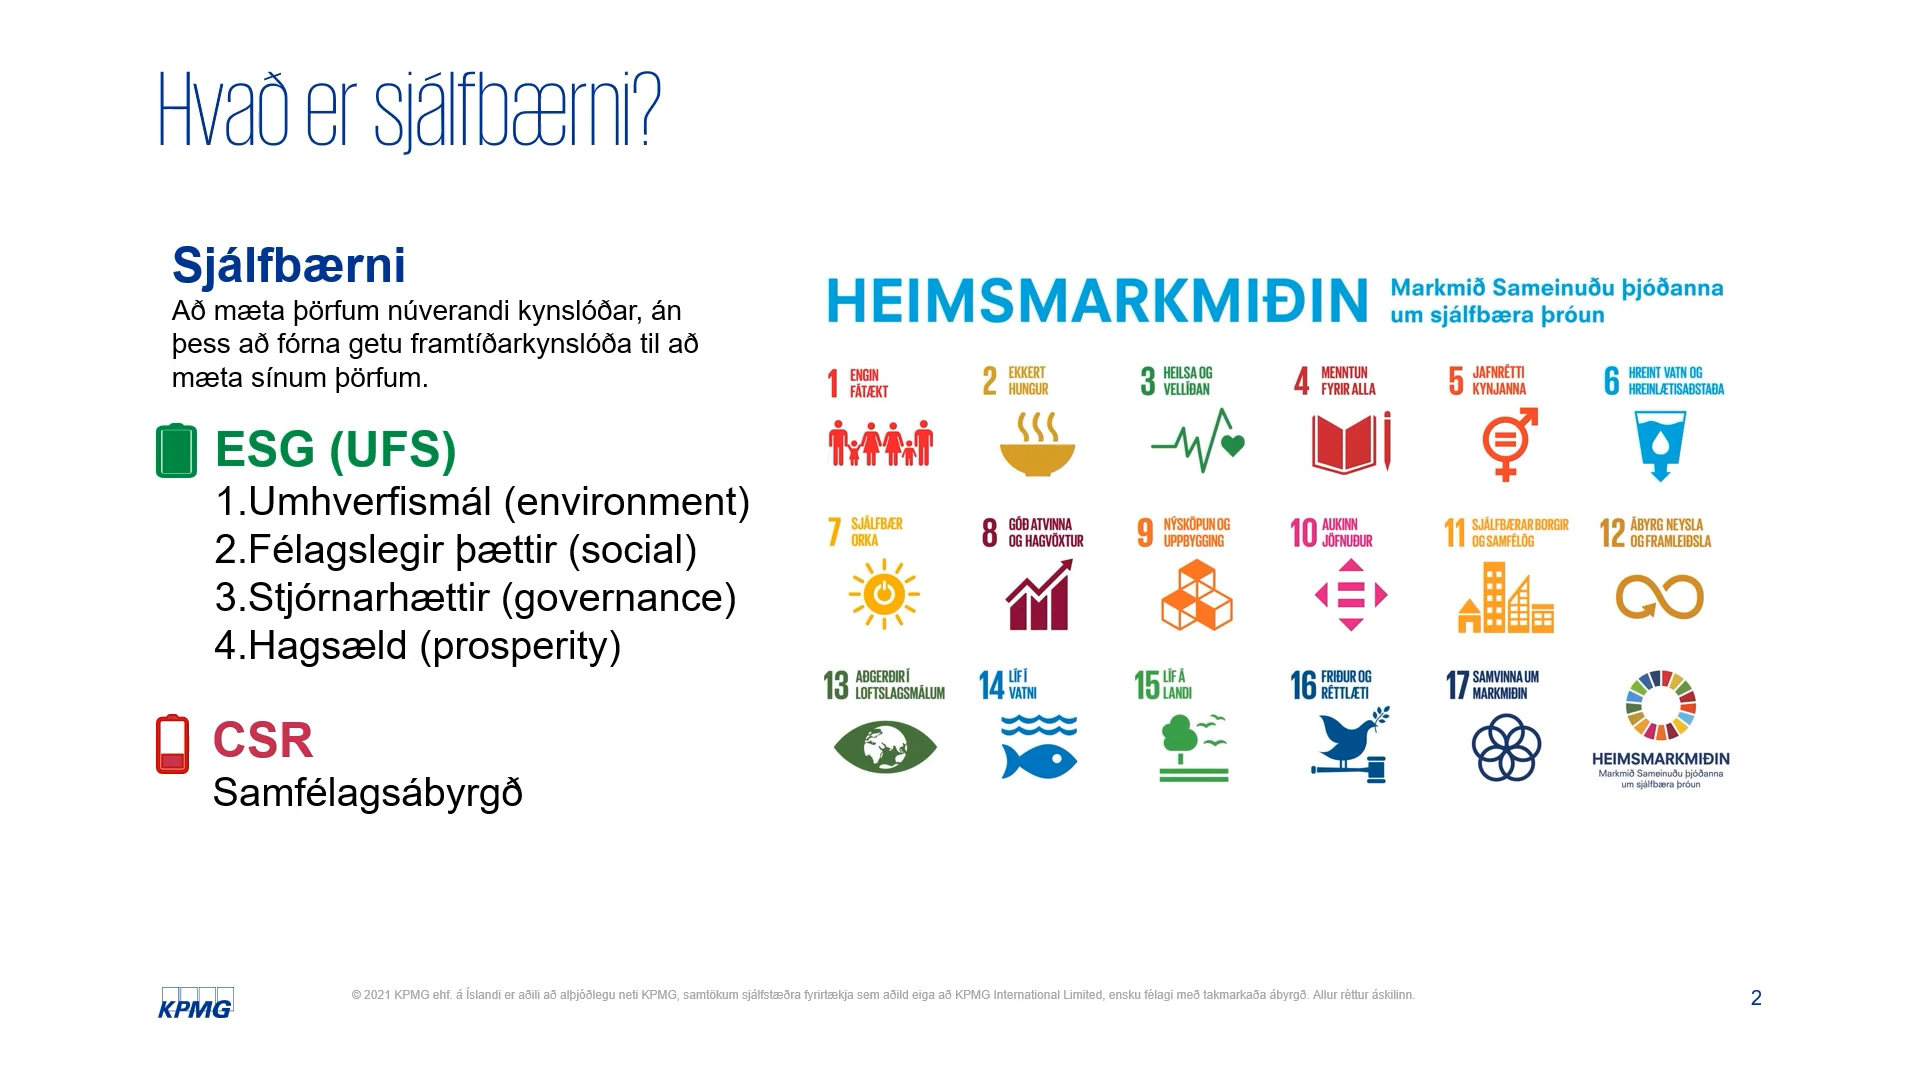 Hvað er sjálfbærni?
Sjálfbærni
Að mæta þörfum núverandi kynslóðar, án
þess að fórna getu framtíðarkynslóða til að
mæta sínum þörfum.
ESG (UFS)
1.Umhverfismál (environment)
2.Félagslegir þættir (social)
3.Stjórnarhættir (governance)
4.Hagsæld (prosperity)
CSR
Samfélagsábyrgð
HEIMSMARKMIÐIN
Markmið Sameinuðu þjóðanna
um sjálfbæra þróun
1 ENGIN
FÁTÆKT
2 EKKERT
HUNGUR
3 HEILSA OG
VELLÍÐAN
4 MENNTUN
FYRIR ALLA
5 JAFNRÉTTI
KYNJANNA
6 HREINT VATN OG
HREINLÆTISAÐSTAÐA
7 SJÁLFBÆR
ORKA
8 GÓÐ ATVINNA
OG HAGVÖXTUR
9 NÝSKÖPUN OG
UPPBYGGING
10 AUKINN
JÖFNUÐUR
11 SJÁLFBÆRAR BORGIR
OG SAMFÉLÖG
12 ÁBYRG NEYSLA
OG FRAMLEIÐSLA
13 AÐGERÐIR Í
LOFTSLAGSMÁLUM
14 LÍF Í
VATNI
15 LÍF Á
LANDI
16 FRIÐUR OG
RÉTTLÆTI
17 SAMVINNA UM
MARKMIÐIN
HEIMSMARKMIÐIN
Markmið Sameinuðu þjóðanna
um sjálfbæra þróun
KPMG
© 2021 KPMG ehf. á Íslandi er aðili að alþjóðlegu neti KPMG, samtökum sjálfstæðra fyrirtækja sem aðild eiga að KPMG International Limited, ensku félagi með takmarkaða ábyrgð. Allur réttur áskilinn.
2